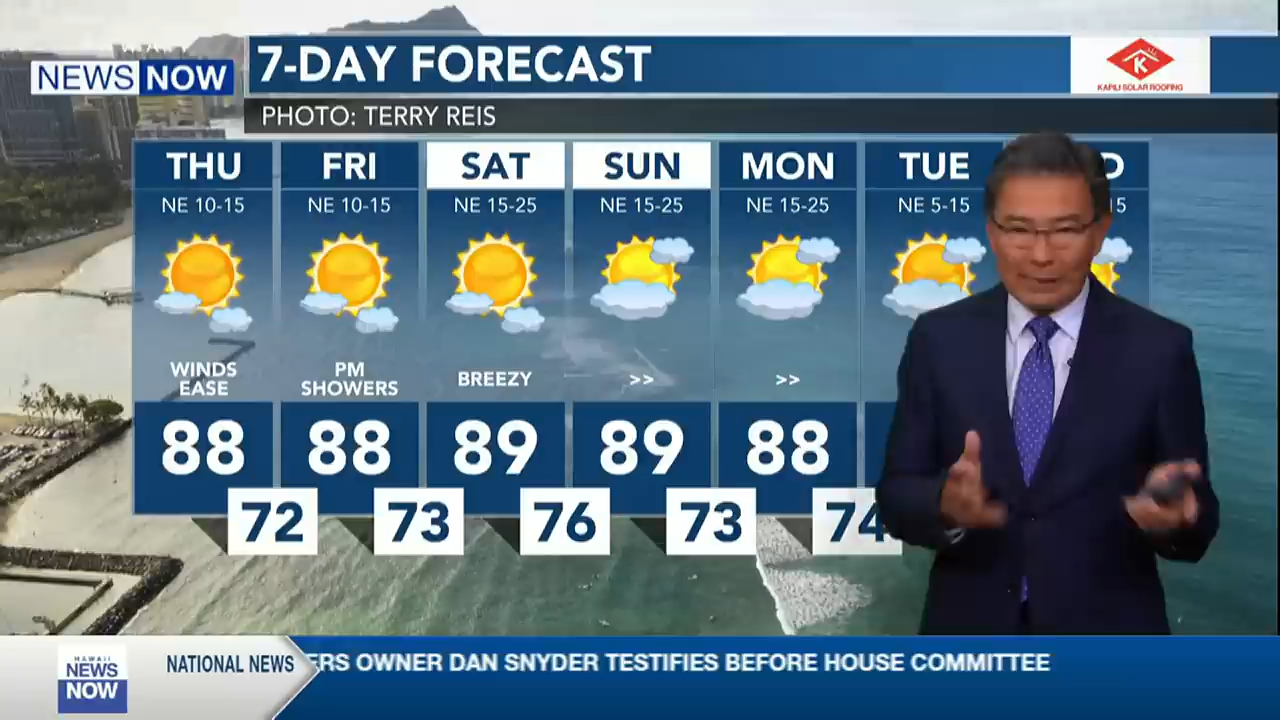 NEWS NOW
7-DAY FORECAST
K
KAPILI SOLAR ROOFING
PHOTO: TERRY REIS
THU FRI SAT SUN MON TUE D
NE 10-15 NE 10-15 NE 15-25 NE 15-25 NE 15-25 NE 5-15 15
WINDS EASE
PM SHOWERS
BREEZY
>>
>>
88 88 89 89 88
72 73 76 73 74
HAWAII
NEWS
NOW
NATIONAL NEWS
ERS OWNER DAN SNYDER TESTIFIES BEFORE HOUSE COMMITTEE